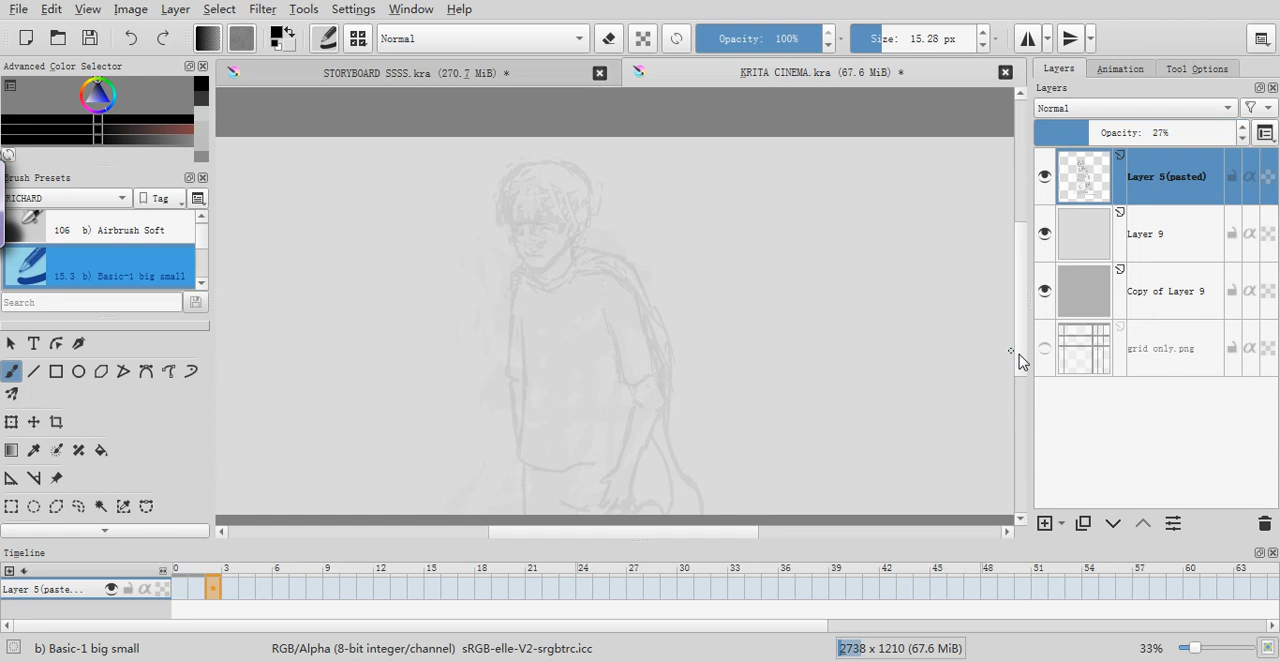 File Edit View Image Layer Select Filter Tools Settings Window Help
Normal Opacity: 100% Size: 15.28 px
Advanced Color Selector
STORYBOARD SSSS.kra (270.7 MiB) *
KRITA CINEMA.kra (67.6 MiB) *
Layers Animation Tool Options
Layers
Normal
Opacity: 27%
Layer 5(pasted)
Layer 9
Copy of Layer 9
grid only.png
Brush Presets
RICHARD Tag
106 b) Airbrush Soft
15.3 b) Basic-1 big small
Search
Timeline
0 3 6 9 12 15 18 21 24 27 30 33 36 39 42 45 48 51 54 57 60 63
Layer 5(paste...
b) Basic-1 big small RGB/Alpha (8-bit integer/channel) sRGB-elle-V2-srgbtrc.icc 2738 x 1210 (67.6 MiB) 33%